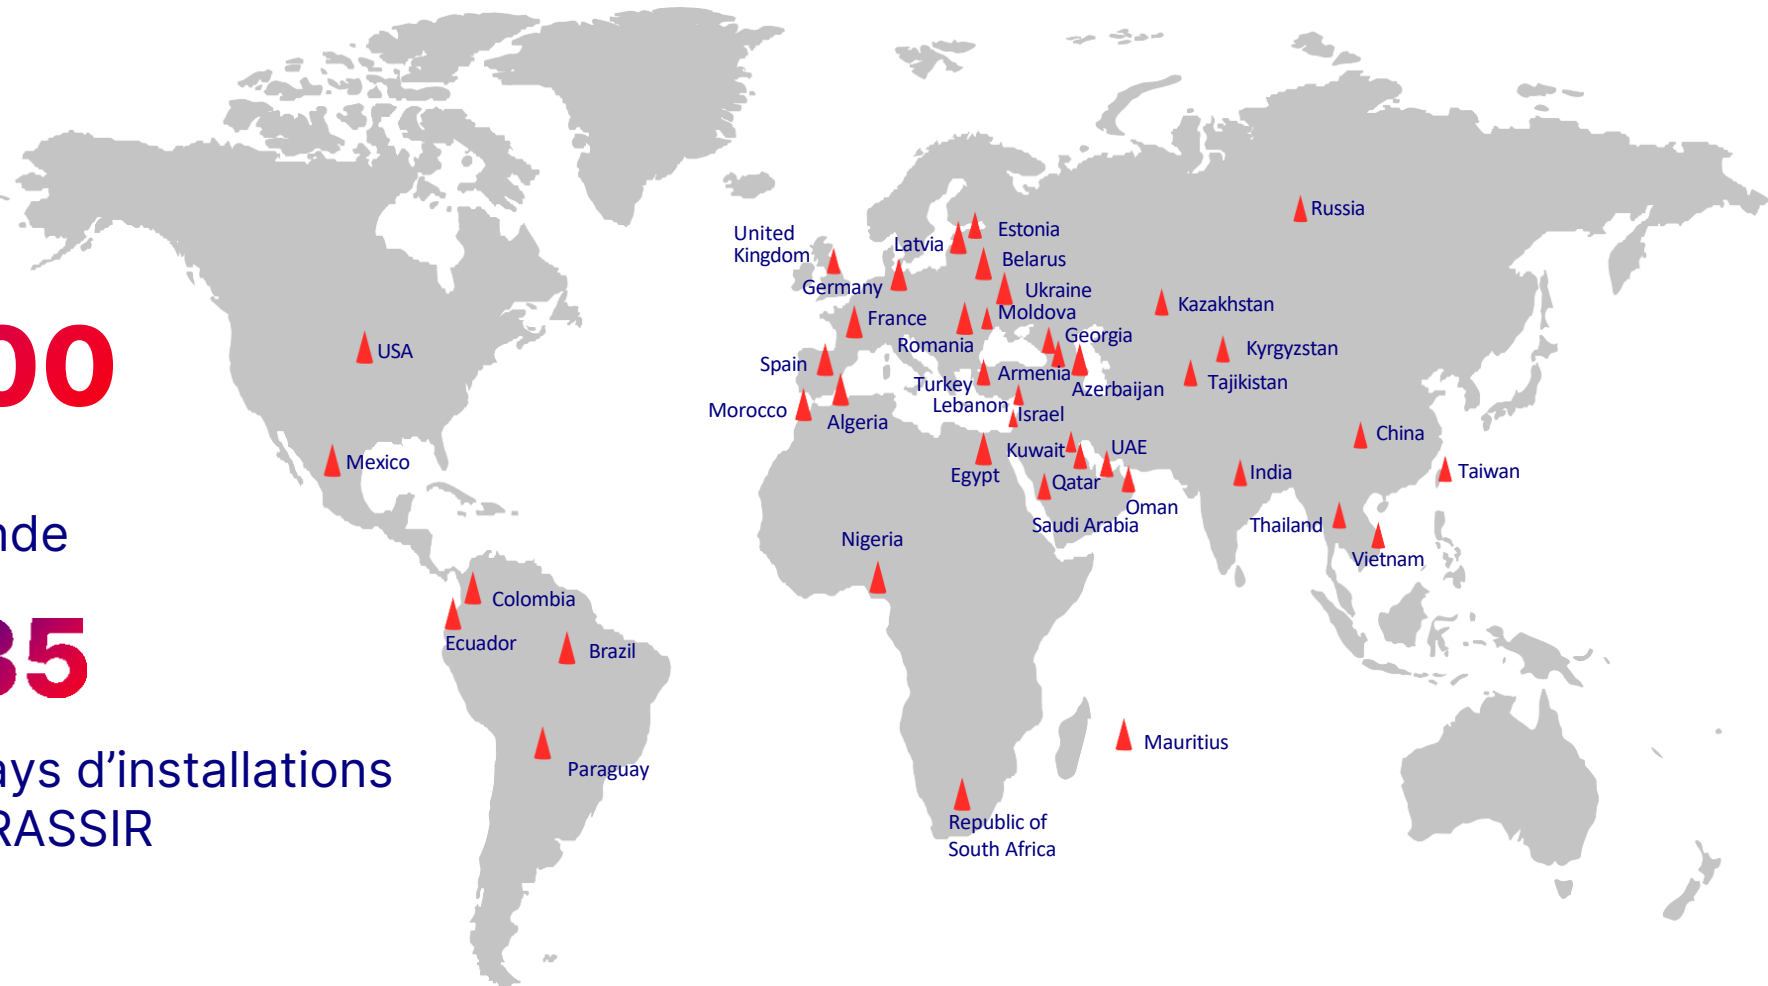 00
nde
35
ays d’installations
RASSIR
USA
Mexico
Colombia
Ecuador
Brazil
Paraguay
United
Kingdom
Latvia
Estonia
Belarus
Germany
Ukraine
France
Moldova
Romania
Georgia
Spain
Armenia
Turkey
Azerbaijan
Lebanon
Israel
Morocco
Algeria
Kuwait
UAE
Egypt
Qatar
Oman
Saudi Arabia
Nigeria
Mauritius
Republic of
South Africa
Russia
Kazakhstan
Kyrgyzstan
Tajikistan
China
India
Taiwan
Thailand
Vietnam